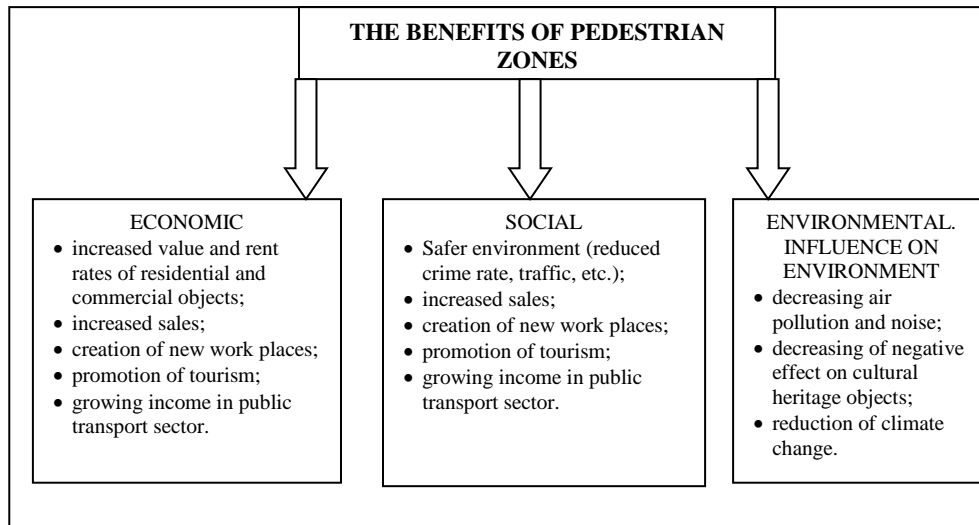 THE BENEFITS OF PEDESTRIAN
ZONES
ECONOMIC
• increased value and rent
rates of residential and
commercial objects;
• increased sales;
• creation of new work places;
• promotion of tourism;
• growing income in public
transport sector.
SOCIAL
• Safer environment (reduced
crime rate, traffic, etc.);
• increased sales;
• creation of new work places;
• promotion of tourism;
• growing income in public
transport sector.
ENVIRONMENTAL.
INFLUENCE ON
ENVIRONMENT
• decreasing air
pollution and noise;
• decreasing of negative
effect on cultural
heritage objects;
• reduction of climate
change.